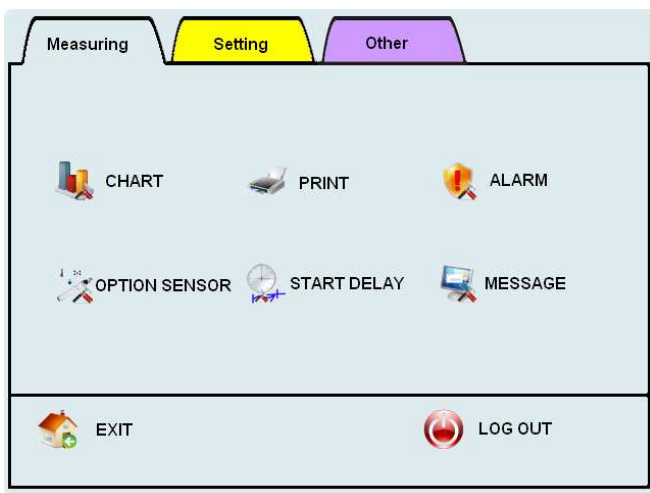 Measuring Setting Other
CHART PRINT ALARM
OPTION SENSOR START DELAY MESSAGE
EXIT LOG OUT